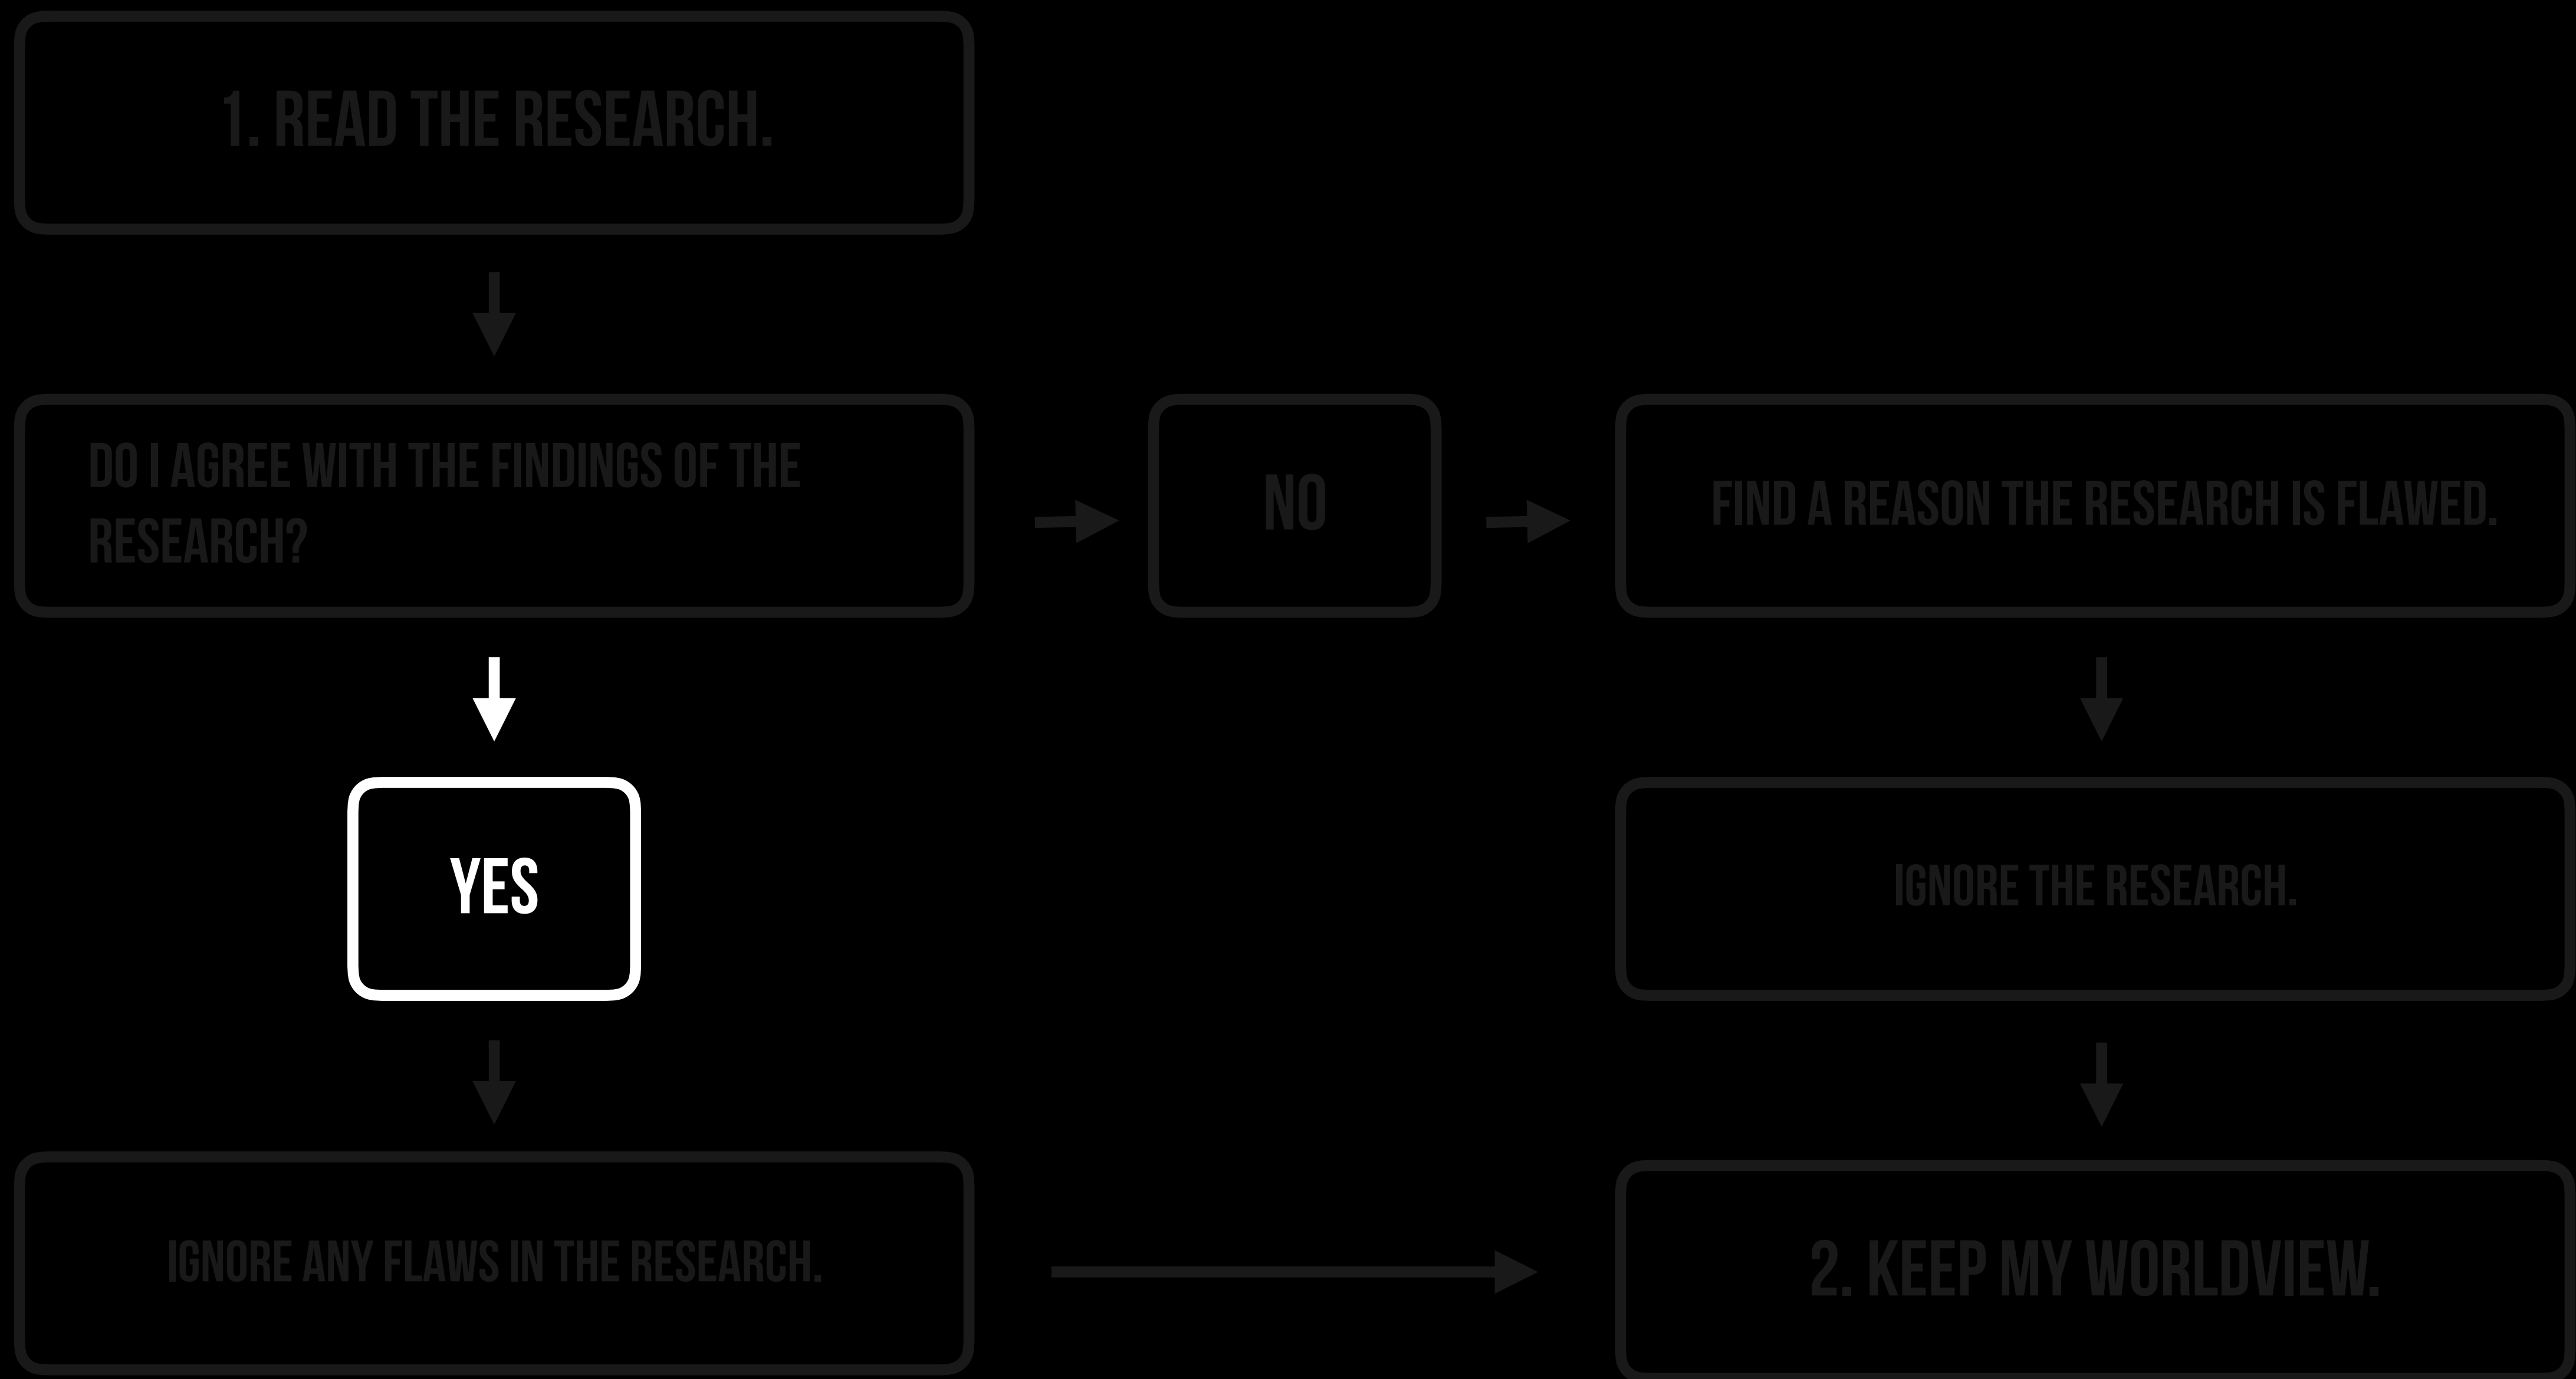 1. READ THE RESEARCH.
DO I AGREE WITH THE FINDINGS OF THE
RESEARCH?
NO
FIND A REASON THE RESEARCH IS FLAWED.
YES
IGNORE THE RESEARCH.
IGNORE ANY FLAWS IN THE RESEARCH.
2. KEEP MY WORLDVIEW.